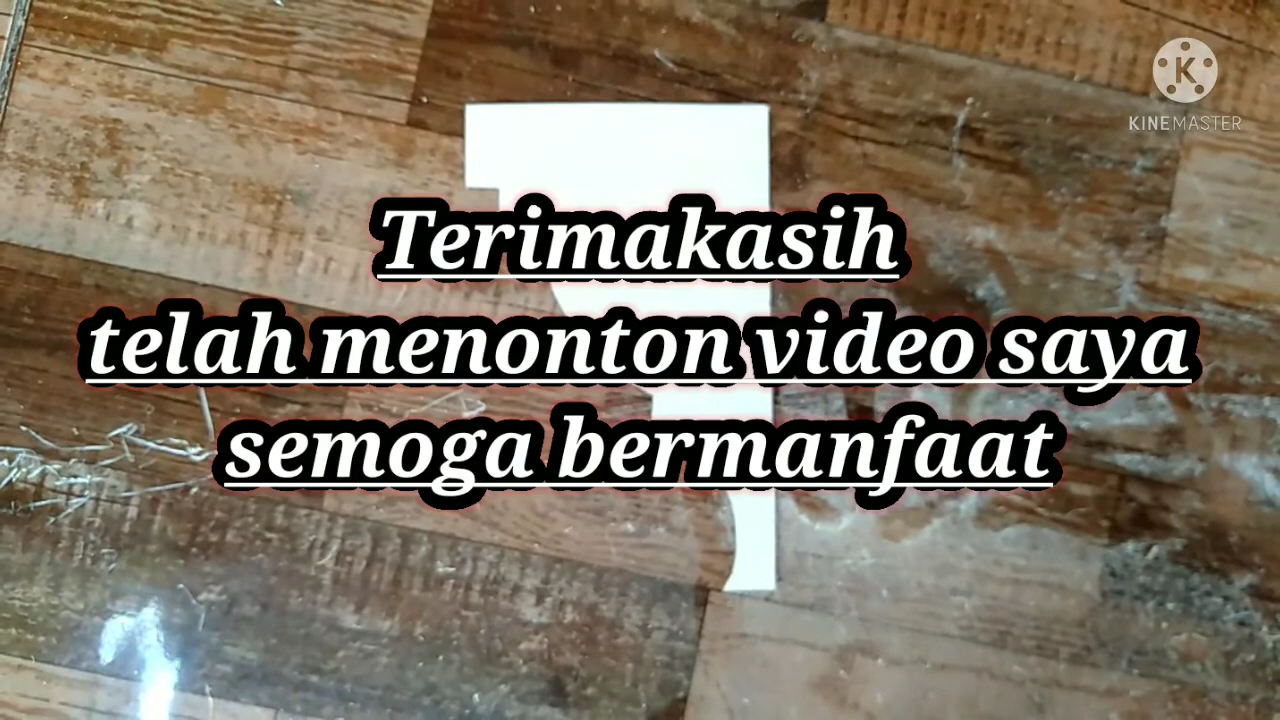 K
KINEMASTER
Terimakasih
telah menonton video saya
semoga bermanfaat